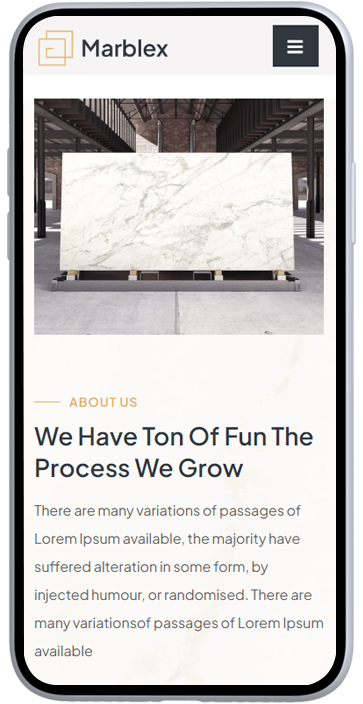 Marblex
ABOUT US
We Have Ton Of Fun The
Process We Grow
There are many variations of passages of
Lorem Ipsum available, the majority have
suffered alteration in some form, by
injected humour, or randomised. There are
many variationsof passages of Lorem Ipsum
available